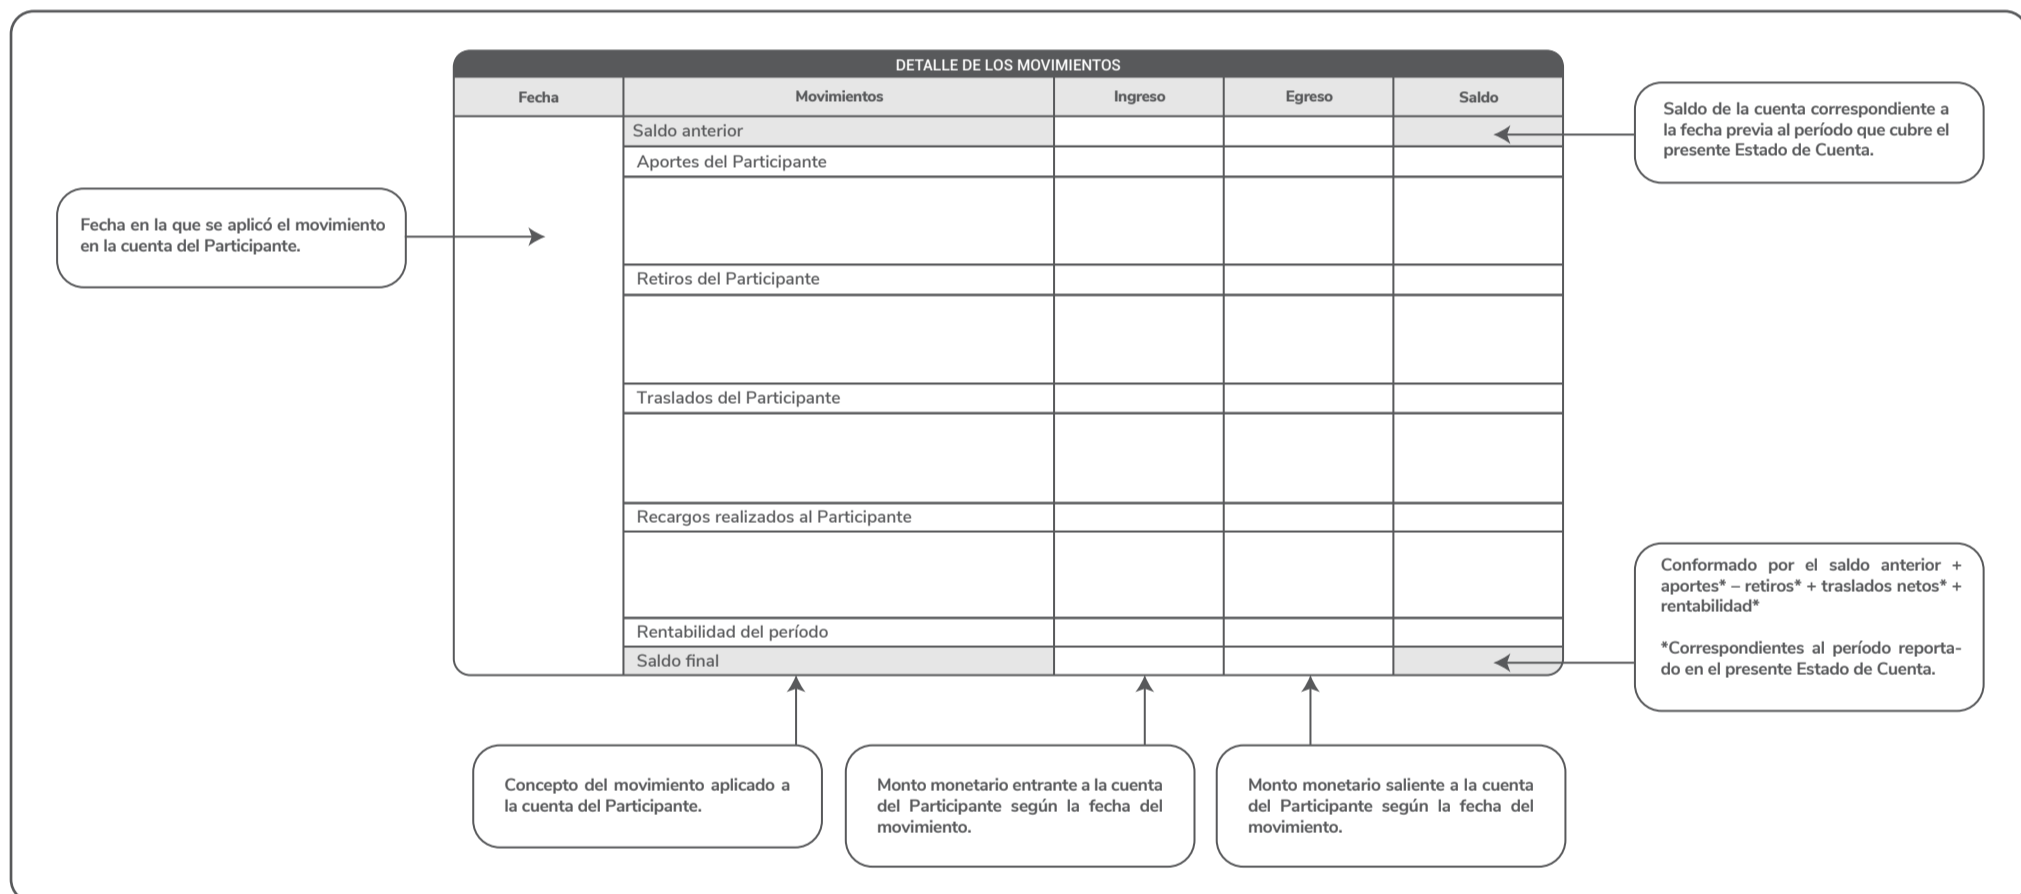 DETALLE DE LOS MOVIMIENTOS
Fecha Movimientos Ingreso Egreso Saldo
Saldo anterior
Aportes del Participante
Retiros del Participante
Traslados del Participante
Recargos realizados al Participante
Rentabilidad del período
Saldo final
Saldo de la cuenta correspondiente a
la fecha previa al período que cubre el
presente Estado de Cuenta.
Fecha en la que se aplicó el movimiento
en la cuenta del Participante.
Conformado por el saldo anterior +
aportes* – retiros* + traslados netos* +
rentabilidad*
*Correspondientes al período reporta-
do en el presente Estado de Cuenta.
Concepto del movimiento aplicado a
la cuenta del Participante.
Monto monetario entrante a la cuenta
del Participante según la fecha del
movimiento.
Monto monetario saliente a la cuenta
del Participante según la fecha del
movimiento.